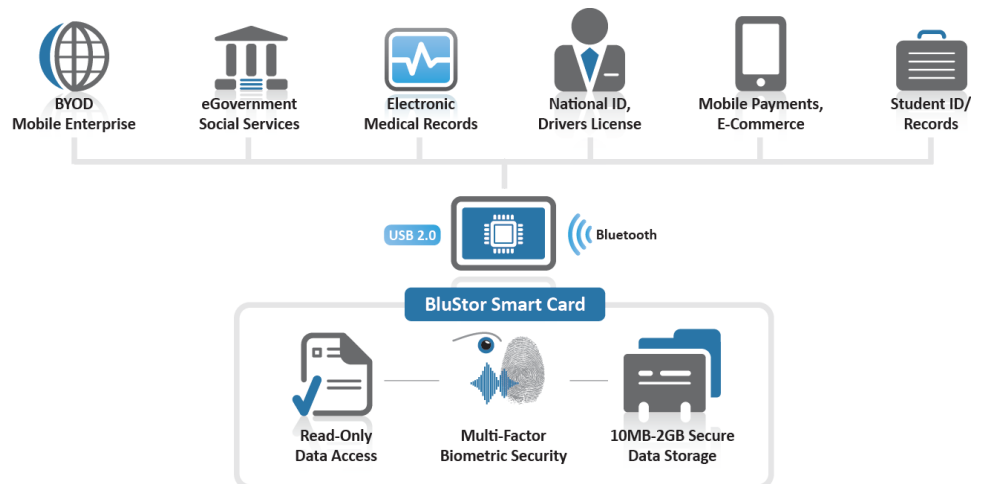 BYOD
Mobile Enterprise
eGovernment
Social Services
Electronic
Medical Records
National ID,
Drivers License
Mobile Payments,
E-Commerce
Student ID/
Records
USB 2.0
Bluetooth
BluStor Smart Card
Read-Only
Data Access
Multi-Factor
Biometric Security
10MB-2GB Secure
Data Storage